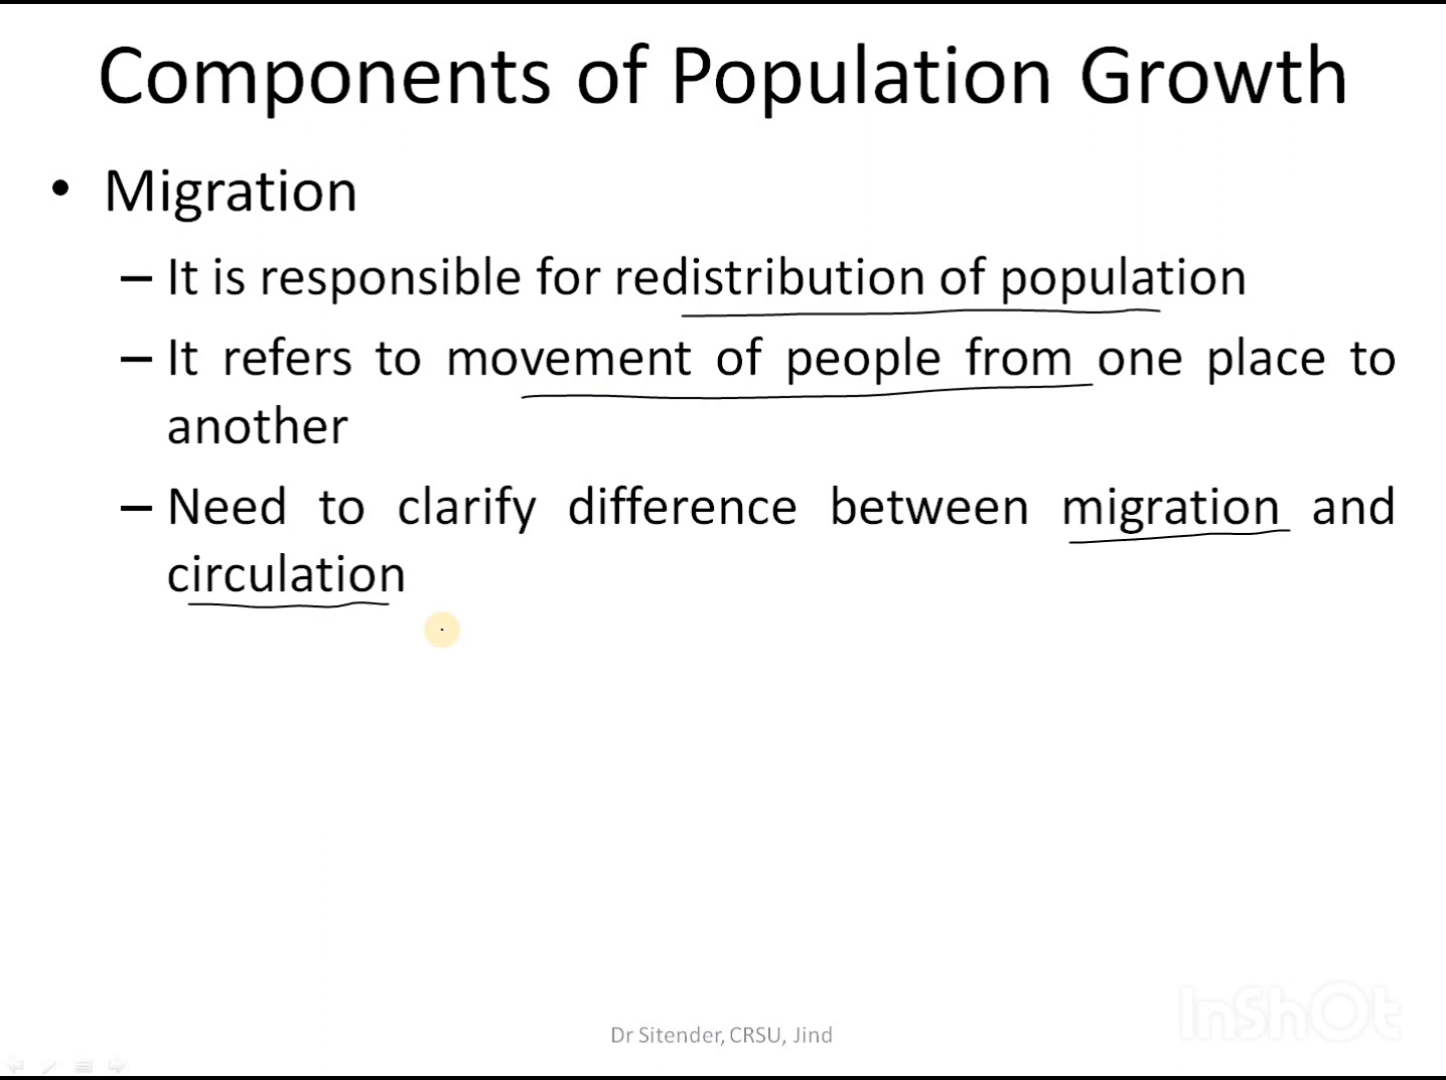 Components of Population Growth
• Migration
– It is responsible for redistribution of population
– It refers to movement of people from one place to
another
– Need to clarify difference between migration and
circulation
InShOt
Dr Sitender, CRSU, Jind